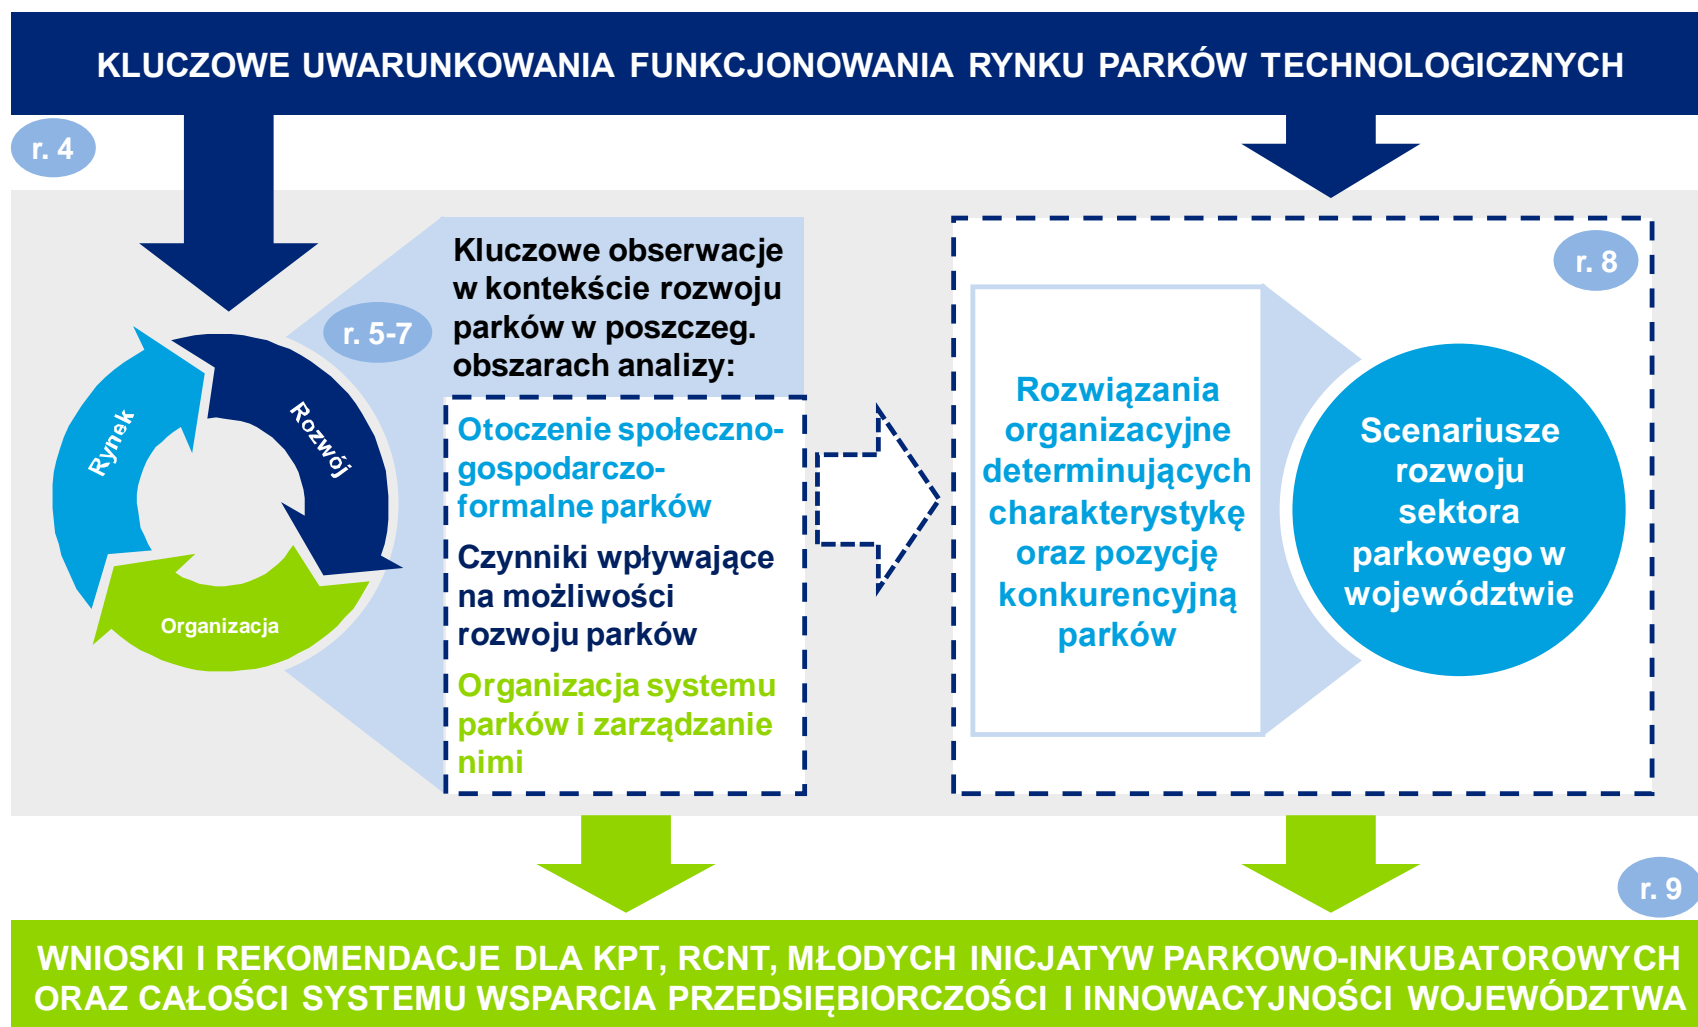 KLUCZOWE UWARUNKOWANIA FUNKCJONOWANIA RYNKU PARKÓW TECHNOLOGICZNYCH
r. 4
Rynek
Rozwój
Organizacja
r. 5-7
Kluczowe obserwacje
w kontekście rozwoju
parków w poszczeg.
obszarach analizy:
Otoczenie społeczno-
gospodarczo-
formalne parków
Czynniki wpływające
na możliwości
rozwoju parków
Organizacja systemu
parków i zarządzanie
nimi
r. 8
Rozwiązania
organizacyjne
determinujących
charakterystykę
oraz pozycję
konkurencyjną
parków
Scenariusze
rozwoju
sektora
parkowego w
województwie
r. 9
WNIOSKI I REKOMENDACJE DLA KPT, RCNT, MŁODYCH INICJATYW PARKOWO-INKUBATOROWYCH
ORAZ CAŁOŚCI SYSTEMU WSPARCIA PRZEDSIĘBIORCZOŚCI I INNOWACYJNOŚCI WOJEWÓDZTWA